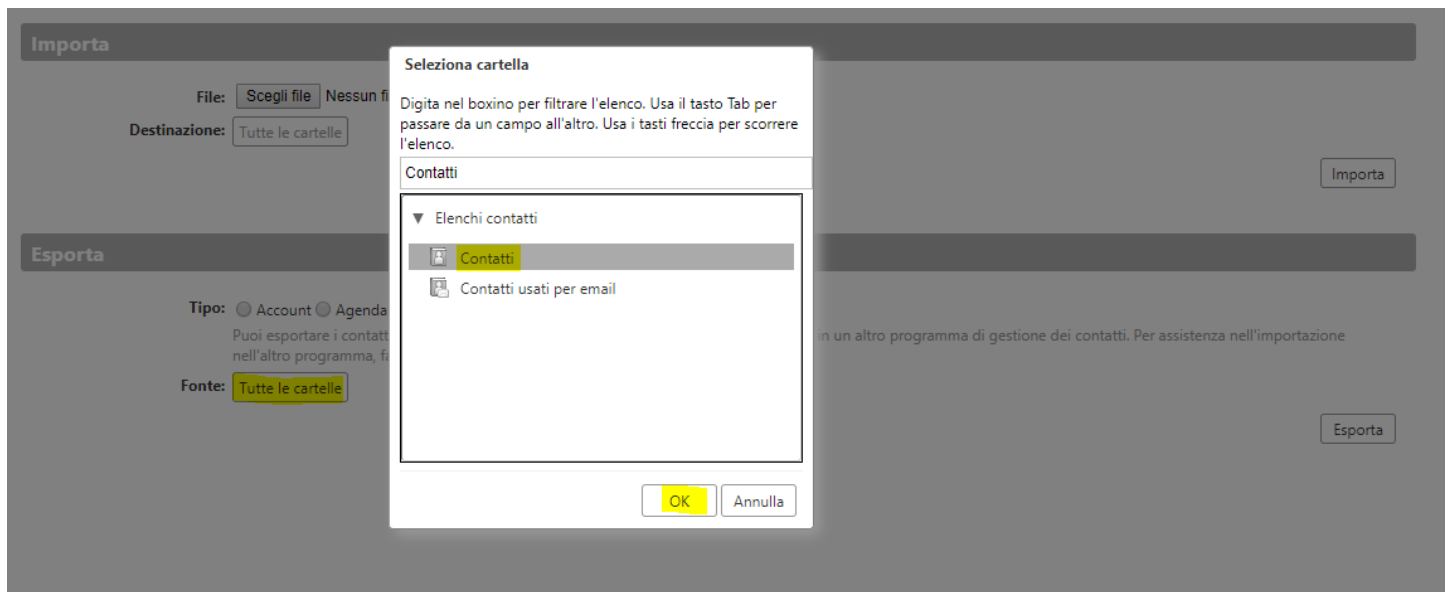 Importa
File: Scegli file Nessun fi
Destinazione: Tutte le cartelle
Importa
Esporta
Tipo: Account Agenda
Puoi esportare i contatt
in un altro programma di gestione dei contatti. Per assistenza nell'importazione
nell'altro programma, fa
Fonte: Tutte le cartelle
Esporta
Seleziona cartella
Digita nel boxino per filtrare l'elenco. Usa il tasto Tab per
passare da un campo all'altro. Usa i tasti freccia per scorrere
l'elenco.
Contatti
Elenchi contatti
Contatti
Contatti usati per email
OK Annulla